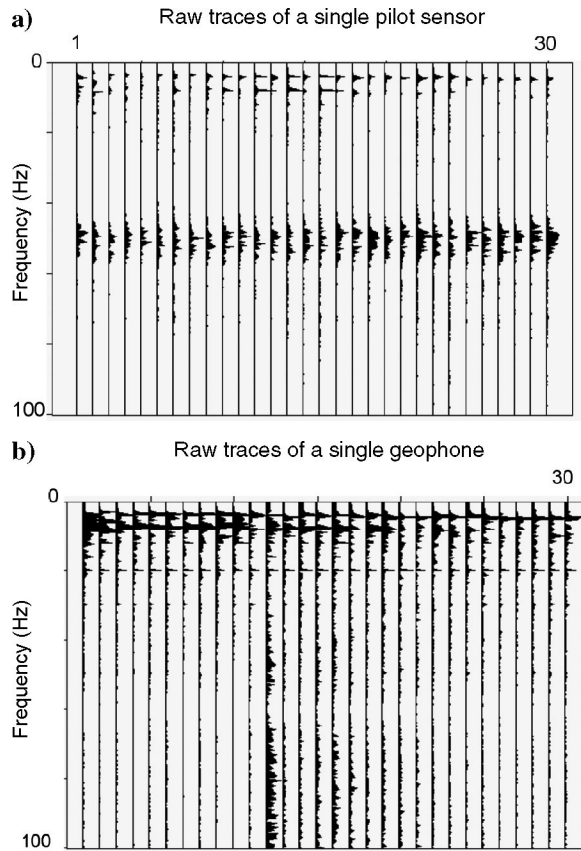 a) Raw traces of a single pilot sensor
1 30
0
Frequency (Hz)
100
b) Raw traces of a single geophone
30
0
Frequency (Hz)
100